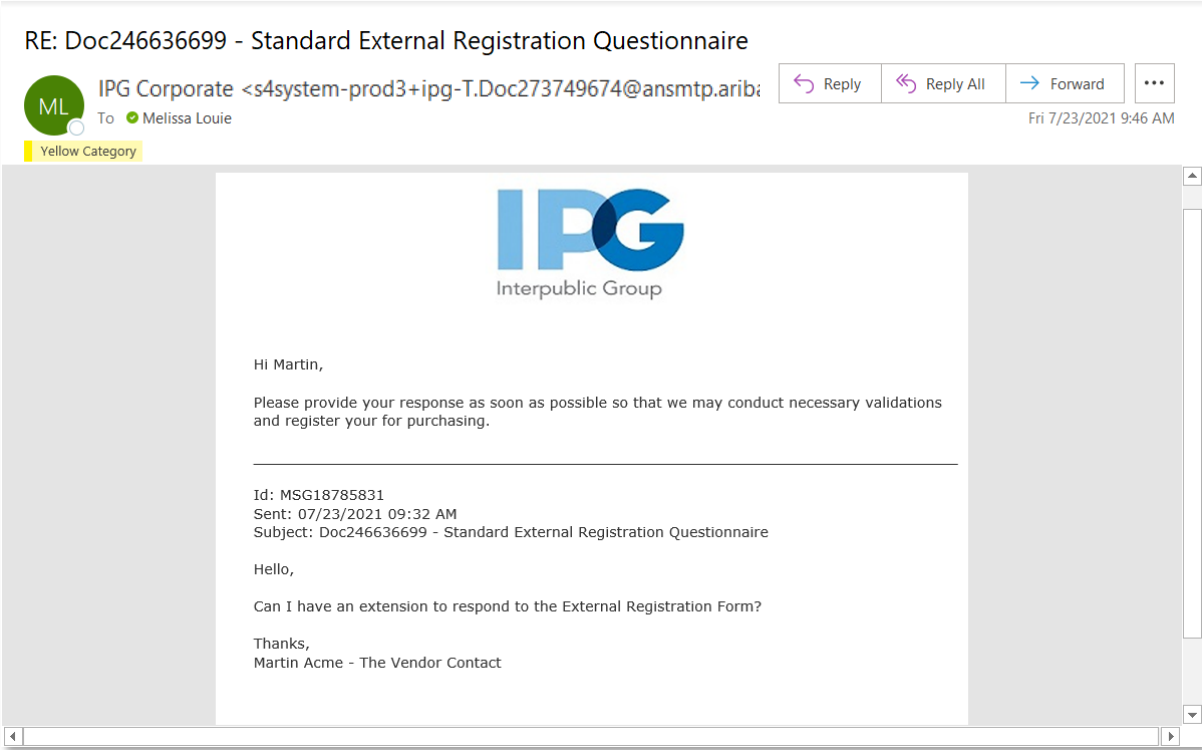 RE: Doc246636699 - Standard External Registration Questionnaire
ML
IPG Corporate <s4system-prod3+ipg-T.Doc273749674@ansmtp.ariba
Reply
Reply All
Forward
To Melissa Louie
Fri 7/23/2021 9:46 AM
Yellow Category
IPG
Interpublic Group
Hi Martin,
Please provide your response as soon as possible so that we may conduct necessary validations
and register your for purchasing.
Id: MSG18785831
Sent: 07/23/2021 09:32 AM
Subject: Doc246636699 - Standard External Registration Questionnaire
Hello,
Can I have an extension to respond to the External Registration Form?
Thanks,
Martin Acme - The Vendor Contact